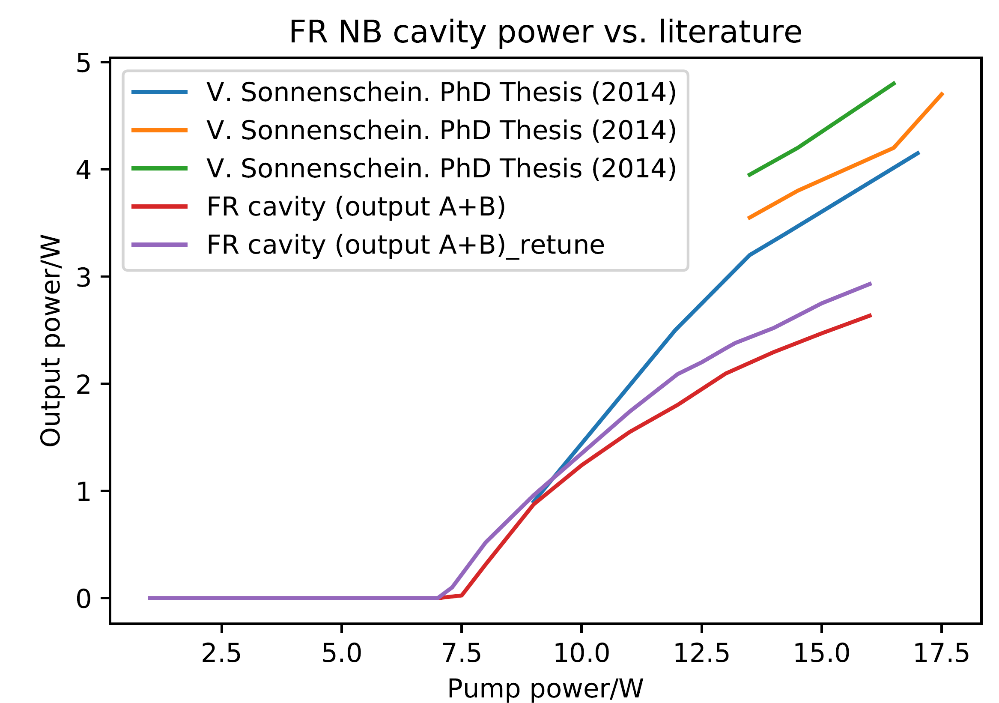 FR NB cavity power vs. literature
V. Sonnenschein. PhD Thesis (2014)
V. Sonnenschein. PhD Thesis (2014)
V. Sonnenschein. PhD Thesis (2014)
FR cavity (output A+B)
FR cavity (output A+B)_retune
Output power/W
5
4
3
2
1
0
2.5 5.0 7.5 10.0 12.5 15.0 17.5
Pump power/W